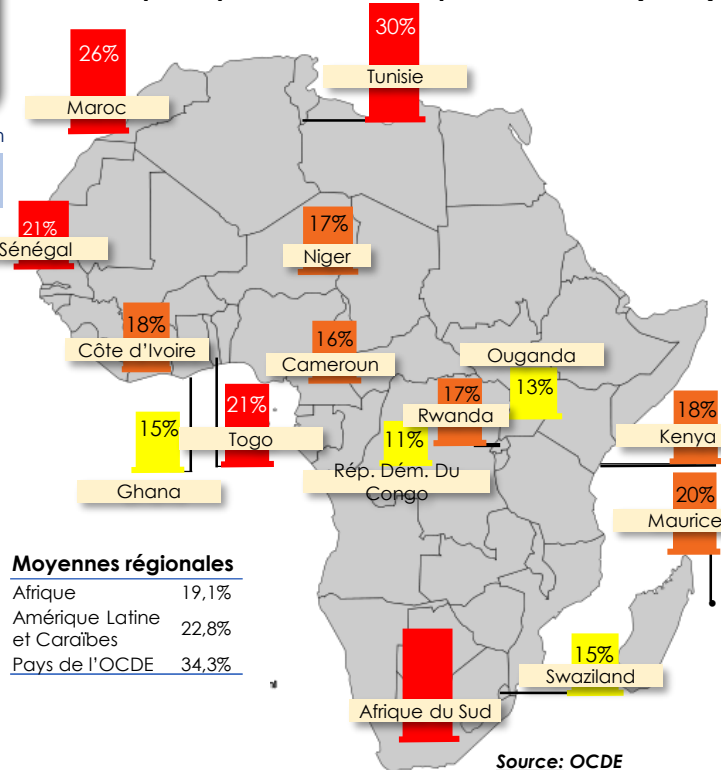 30%
26%
Tunisie
Maroc
n
21%
Sénégal
17%
Niger
18%
Côte d’Ivoire
16%
Cameroun
Ouganda
13%
17%
Rwanda
18%
Kenya
21%
Togo
15%
Ghana
11%
Rép. Dém. Du
Congo
20%
Maurice
Moyennes régionales
Afrique 19,1%
Amérique Latine
et Caraïbes 22,8%
Pays de l’OCDE 34,3%
15%
Swaziland
Afrique du Sud
Source: OCDE